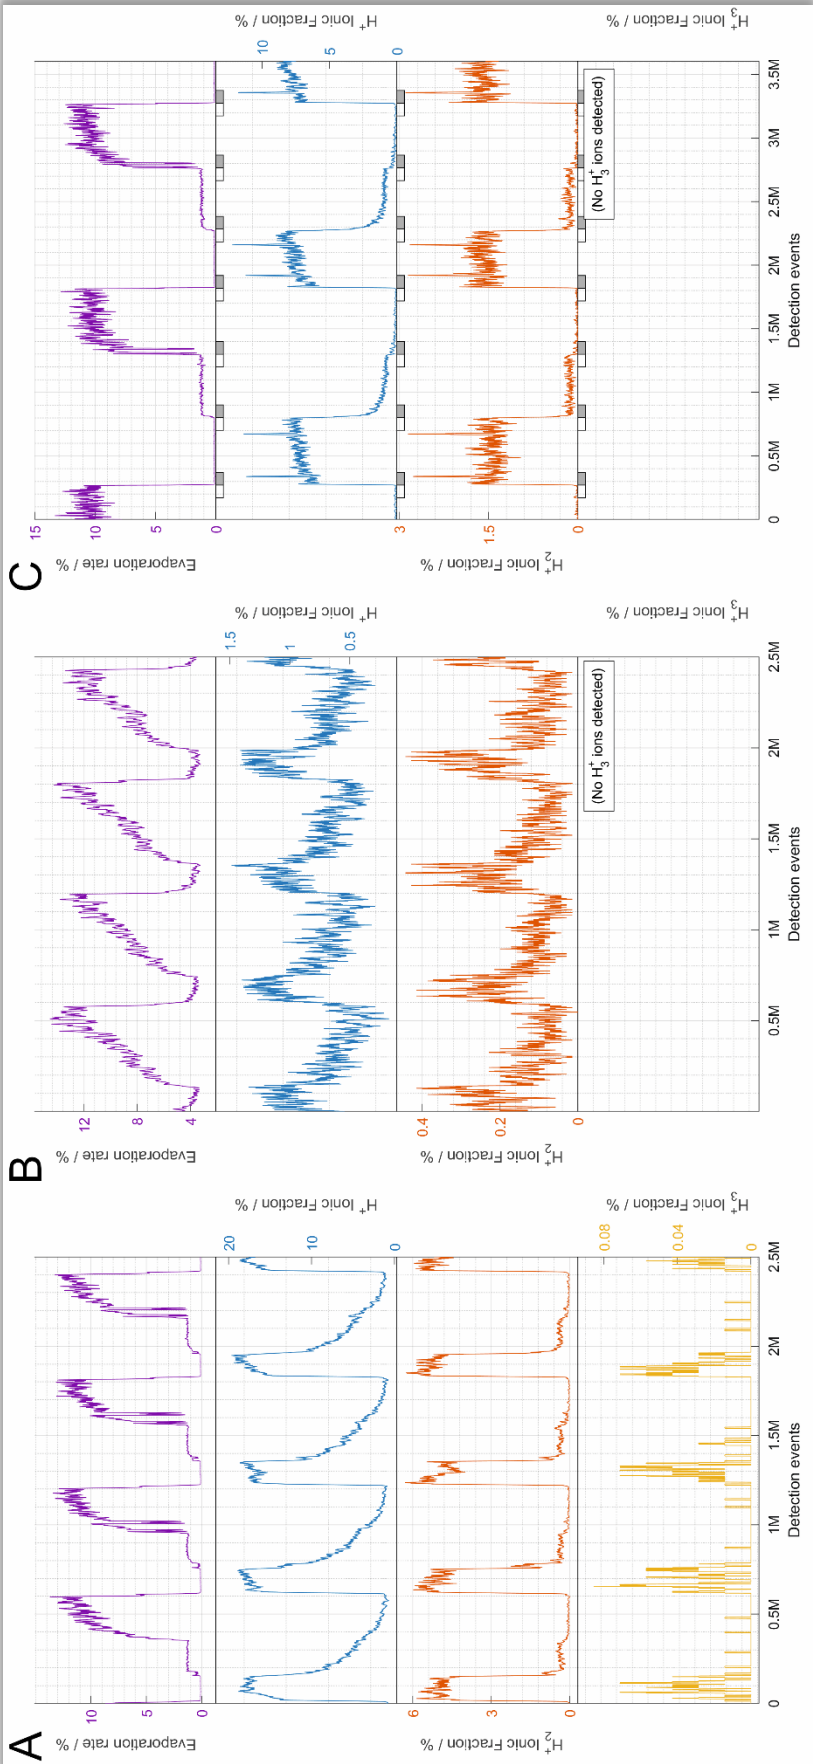 A
Evaporation rate / %
10
5
0
H⁺ Ionic Fraction / %
20
10
0
H₂⁺ Ionic Fraction / %
6
3
0
H₃⁺ Ionic Fraction / %
0.08
0.04
0
0 0.5M 1M 1.5M 2M 2.5M
Detection events
B
Evaporation rate / %
12
8
4
H⁺ Ionic Fraction / %
1.5
1
0.5
H₂⁺ Ionic Fraction / %
0.4
0.2
0
H₃⁺ Ionic Fraction / %
(No H₃⁺ ions detected)
0.5M 1M 1.5M 2M 2.5M
Detection events
C
Evaporation rate / %
15
10
5
0
H⁺ Ionic Fraction / %
10
5
0
H₂⁺ Ionic Fraction / %
3
1.5
0
H₃⁺ Ionic Fraction / %
(No H₃⁺ ions detected)
0 0.5M 1M 1.5M 2M 2.5M 3M 3.5M
Detection events